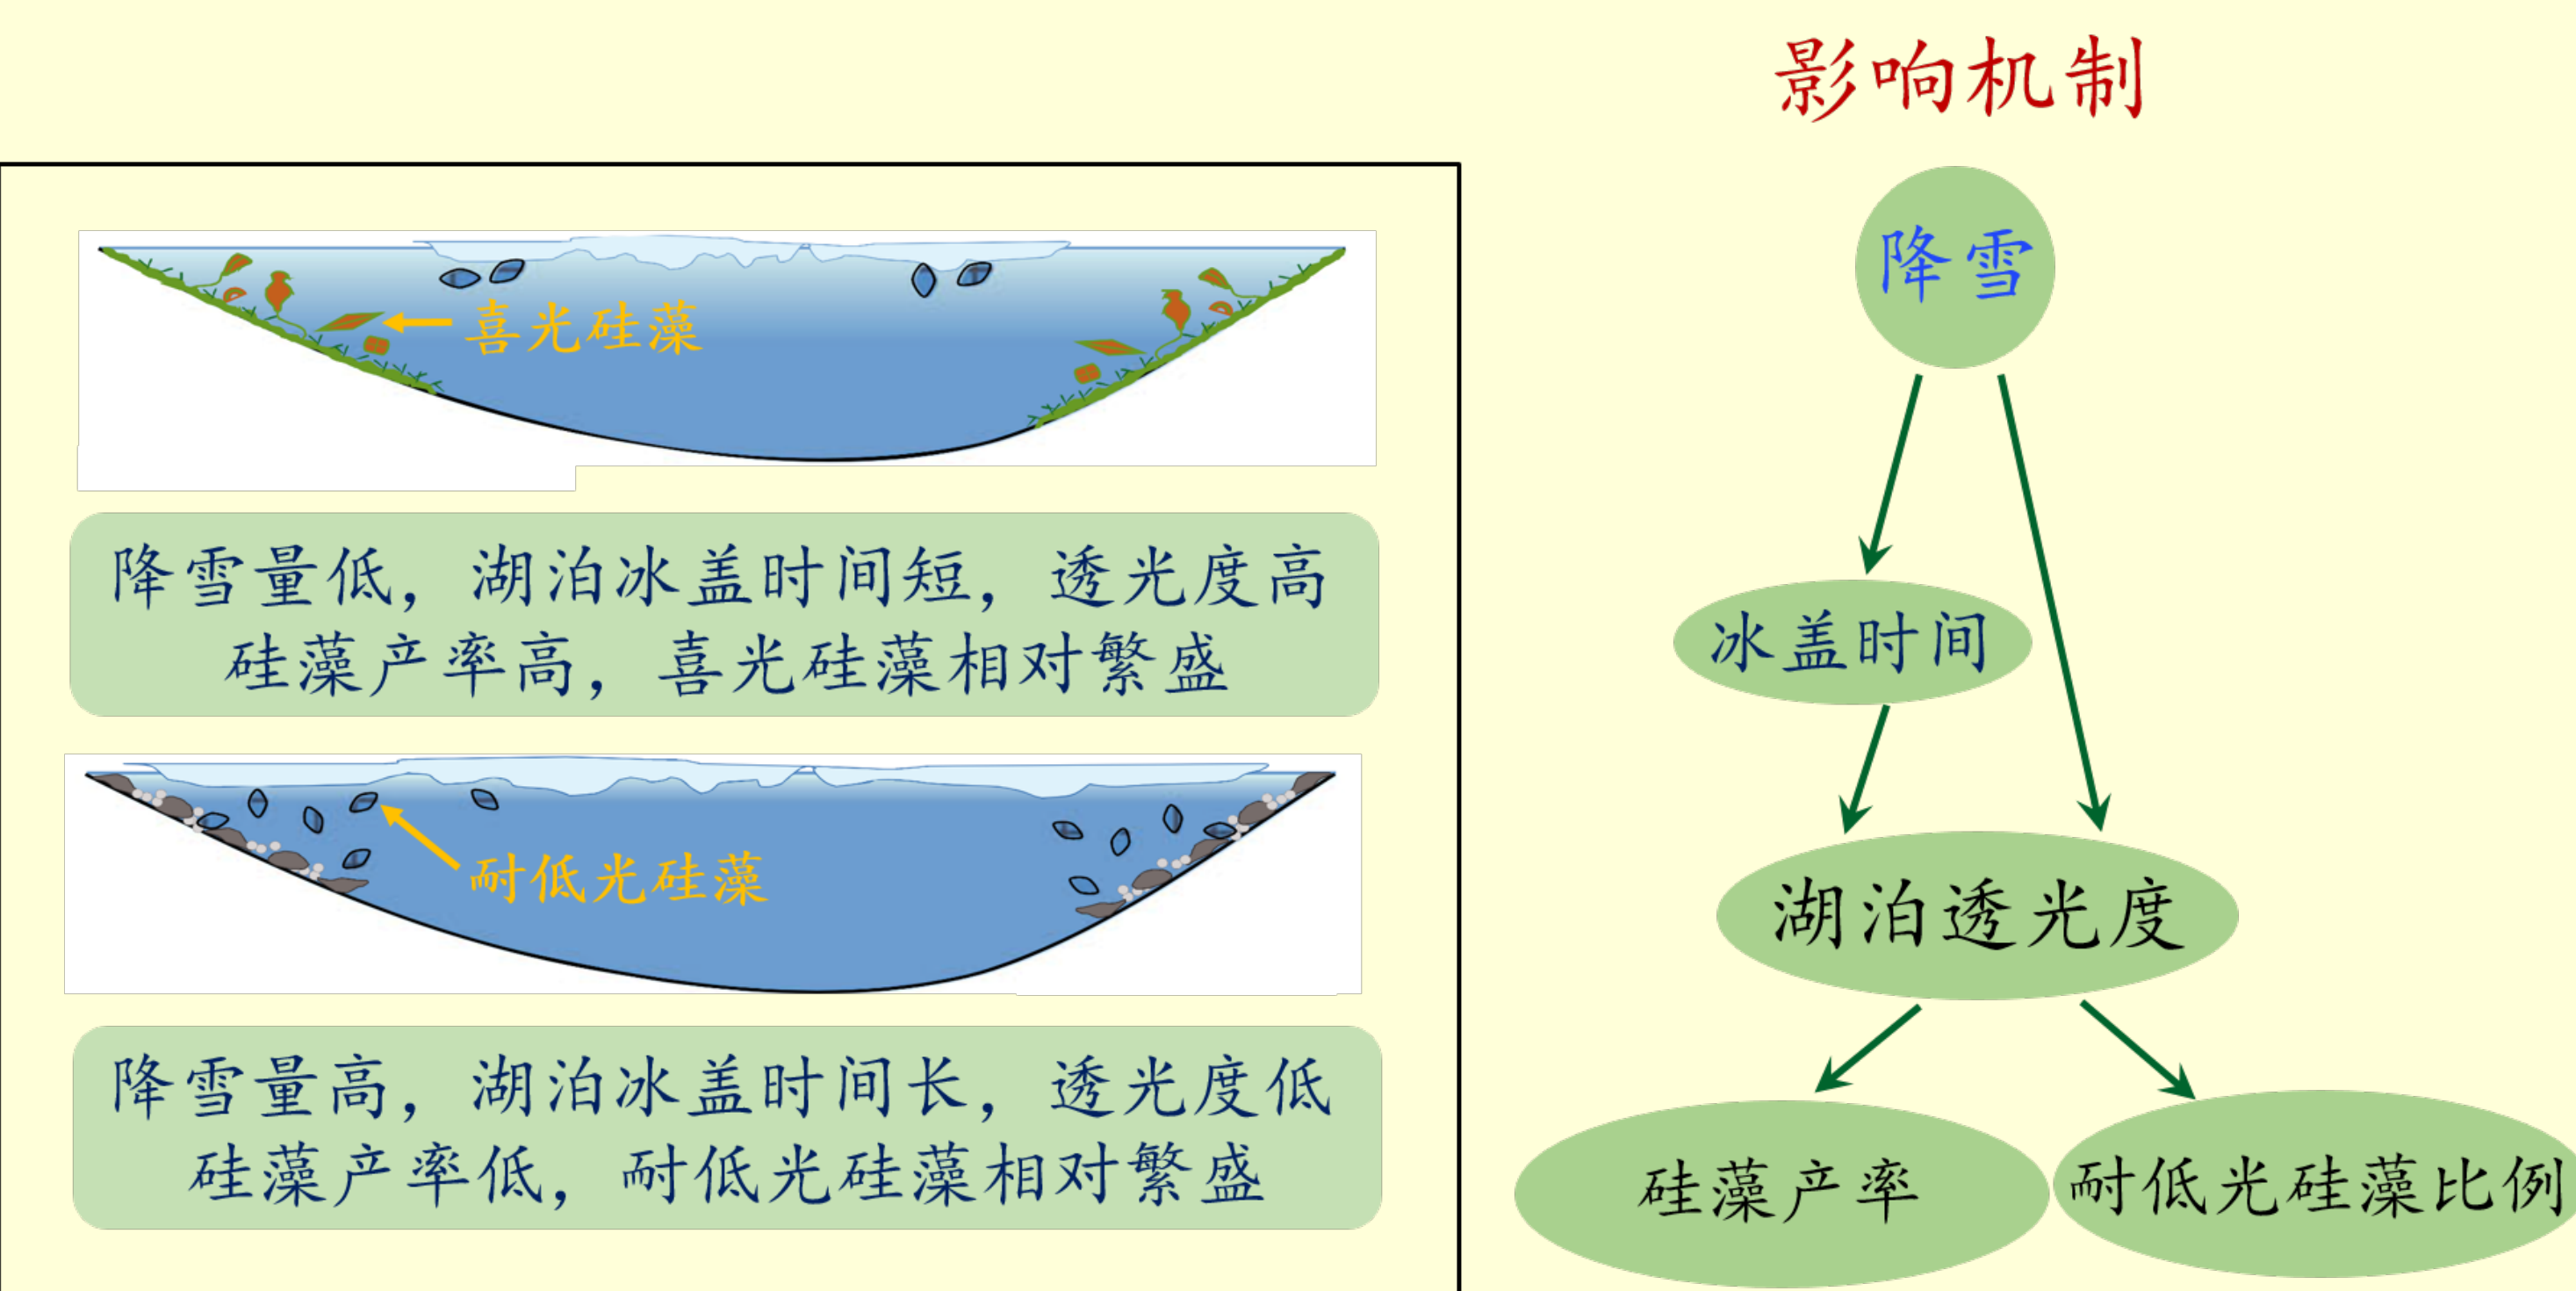 影响机制
喜光硅藻
降雪量低，湖泊冰盖时间短，透光度高
硅藻产率高，喜光硅藻相对繁盛
耐低光硅藻
降雪量高，湖泊冰盖时间长，透光度低
硅藻产率低，耐低光硅藻相对繁盛
降雪
冰盖时间
湖泊透光度
硅藻产率
耐低光硅藻比例